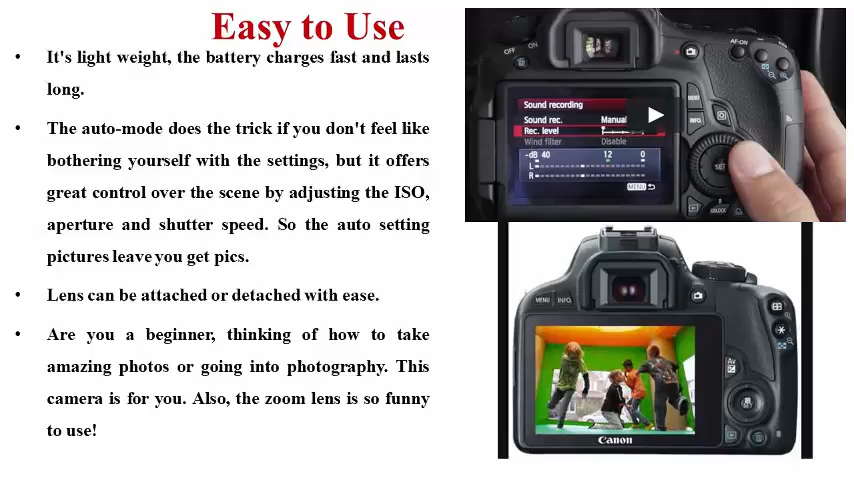 Easy to Use
• It's light weight, the battery charges fast and lasts
long.
• The auto-mode does the trick if you don't feel like
bothering yourself with the settings, but it offers
great control over the scene by adjusting the ISO,
aperture and shutter speed. So the auto setting
pictures leave you get pics.
• Lens can be attached or detached with ease.
• Are you a beginner, thinking of how to take
amazing photos or going into photography. This
camera is for you. Also, the zoom lens is so funny
to use!
OFF ON
AF-ON
MENU
INFO.
Sound recording
Sound rec. Manual
Rec. level
Wind filter Disable
-dB 40 12 0
L
R
MENU
SET
UNLOCK
MENU INFO.
Av
SET
Canon